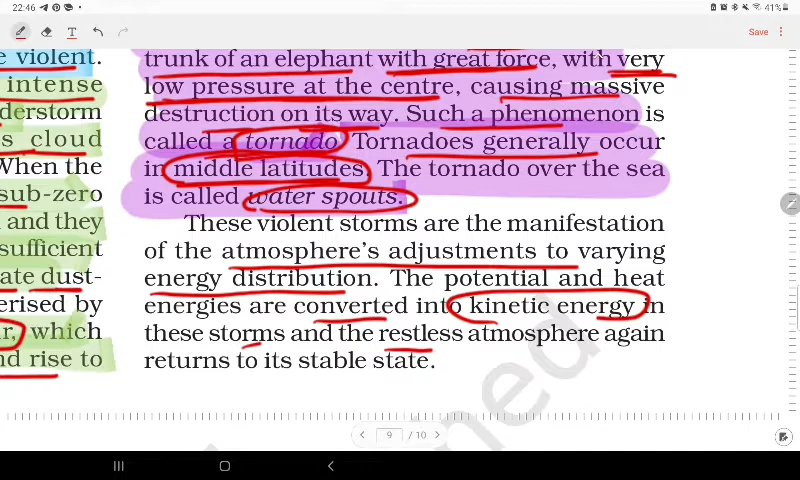 22:46
41%
T
Save
e violent.
intense
derstorm
s cloud
When the
sub-zero
and they
sufficient
ate dust-
erised by
r, which
nd rise to
trunk of an elephant with great force, with very
low pressure at the centre, causing massive
destruction on its way. Such a phenomenon is
called a tornado. Tornadoes generally occur
in middle latitudes. The tornado over the sea
is called water spouts.
These violent storms are the manifestation
of the atmosphere's adjustments to varying
energy distribution. The potential and heat
energies are converted into kinetic energy in
these storms and the restless atmosphere again
returns to its stable state.
9 / 10